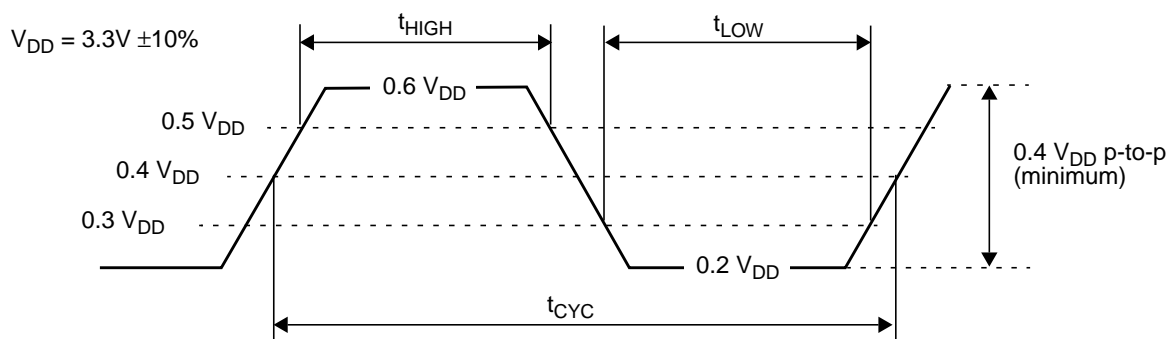 V_DD = 3.3V ±10%
t_HIGH
t_LOW
0.6 V_DD
0.5 V_DD
0.4 V_DD
0.3 V_DD
0.4 V_DD p-to-p
(minimum)
0.2 V_DD
t_CYC